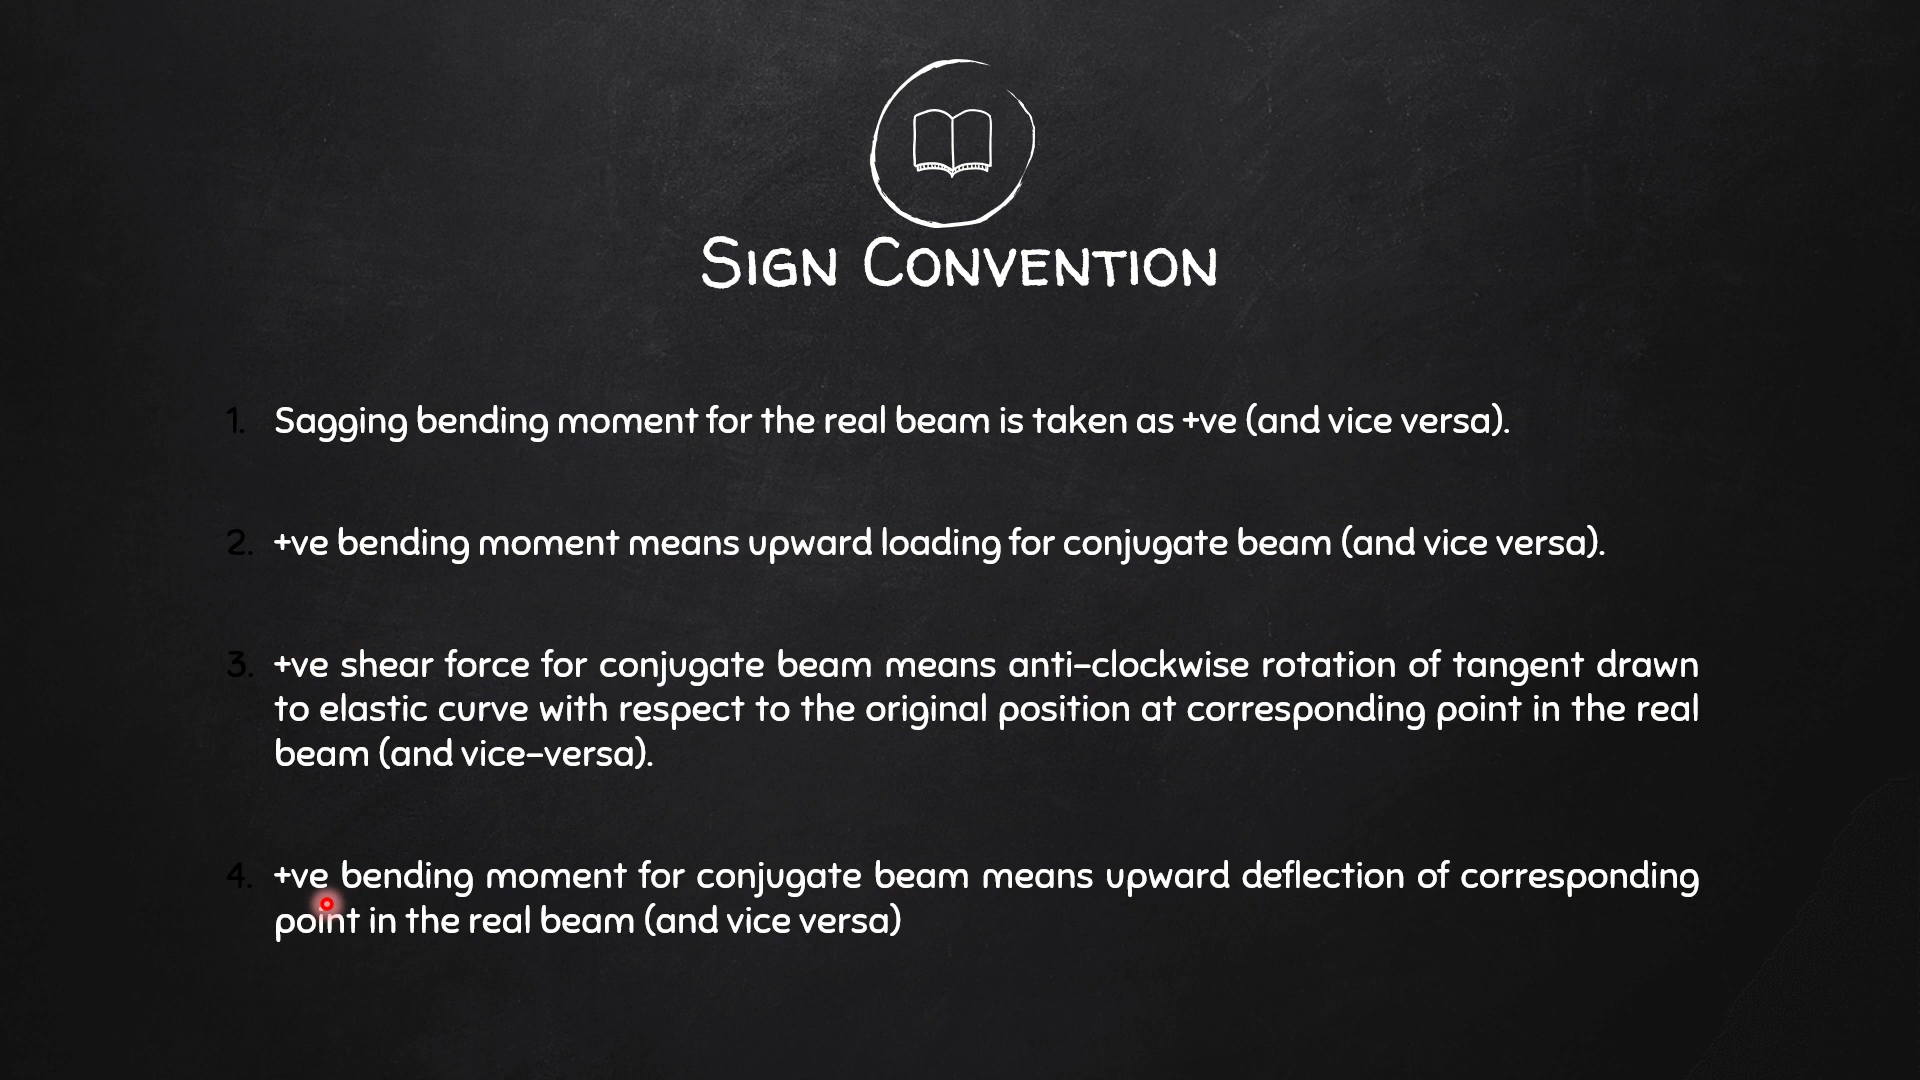 Sign Convention
1. Sagging bending moment for the real beam is taken as +ve (and vice versa).
2. +ve bending moment means upward loading for conjugate beam (and vice versa).
3. +ve shear force for conjugate beam means anti-clockwise rotation of tangent drawn
to elastic curve with respect to the original position at corresponding point in the real
beam (and vice-versa).
4. +ve bending moment for conjugate beam means upward deflection of corresponding
point in the real beam (and vice versa)